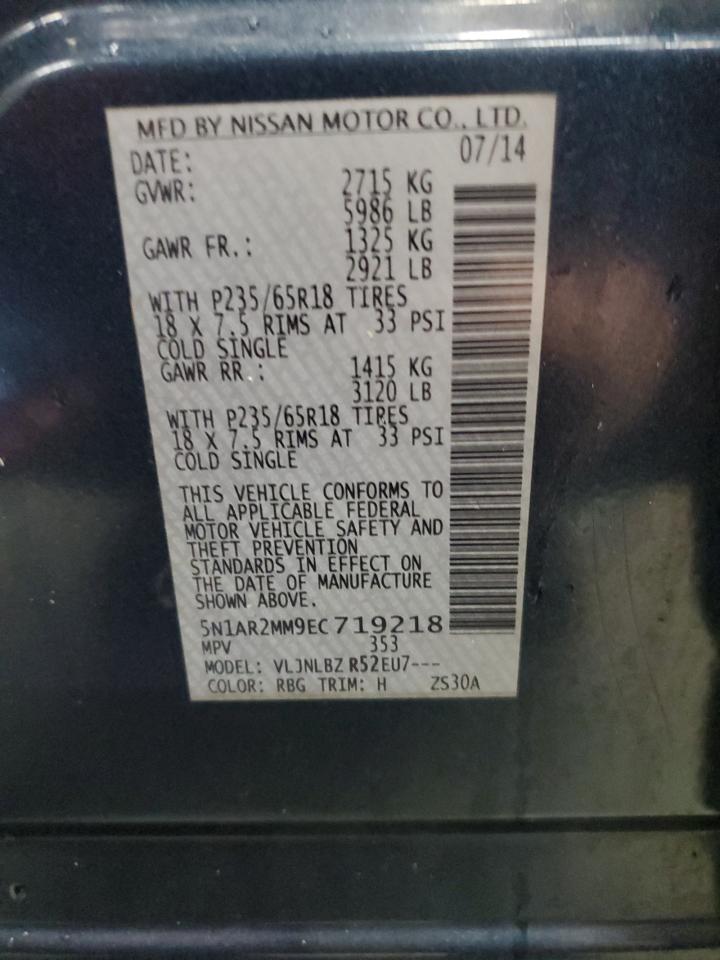 MFD BY NISSAN MOTOR CO., LTD.
DATE: 07/14
GVWR: 2715 KG
5986 LB
GAWR FR.: 1325 KG
2921 LB
WITH P235/65R18 TIRES
18 X 7.5 RIMS AT 33 PSI
COLD SINGLE
GAWR RR.: 1415 KG
3120 LB
WITH P235/65R18 TIRES
18 X 7.5 RIMS AT 33 PSI
COLD SINGLE
THIS VEHICLE CONFORMS TO
ALL APPLICABLE FEDERAL
MOTOR VEHICLE SAFETY AND
THEFT PREVENTION
STANDARDS IN EFFECT ON
THE DATE OF MANUFACTURE
SHOWN ABOVE.
5N1AR2MM9EC719218
MPV 353
MODEL: VLJNLBZ R52EU7---
COLOR: RBG TRIM: H ZS30A